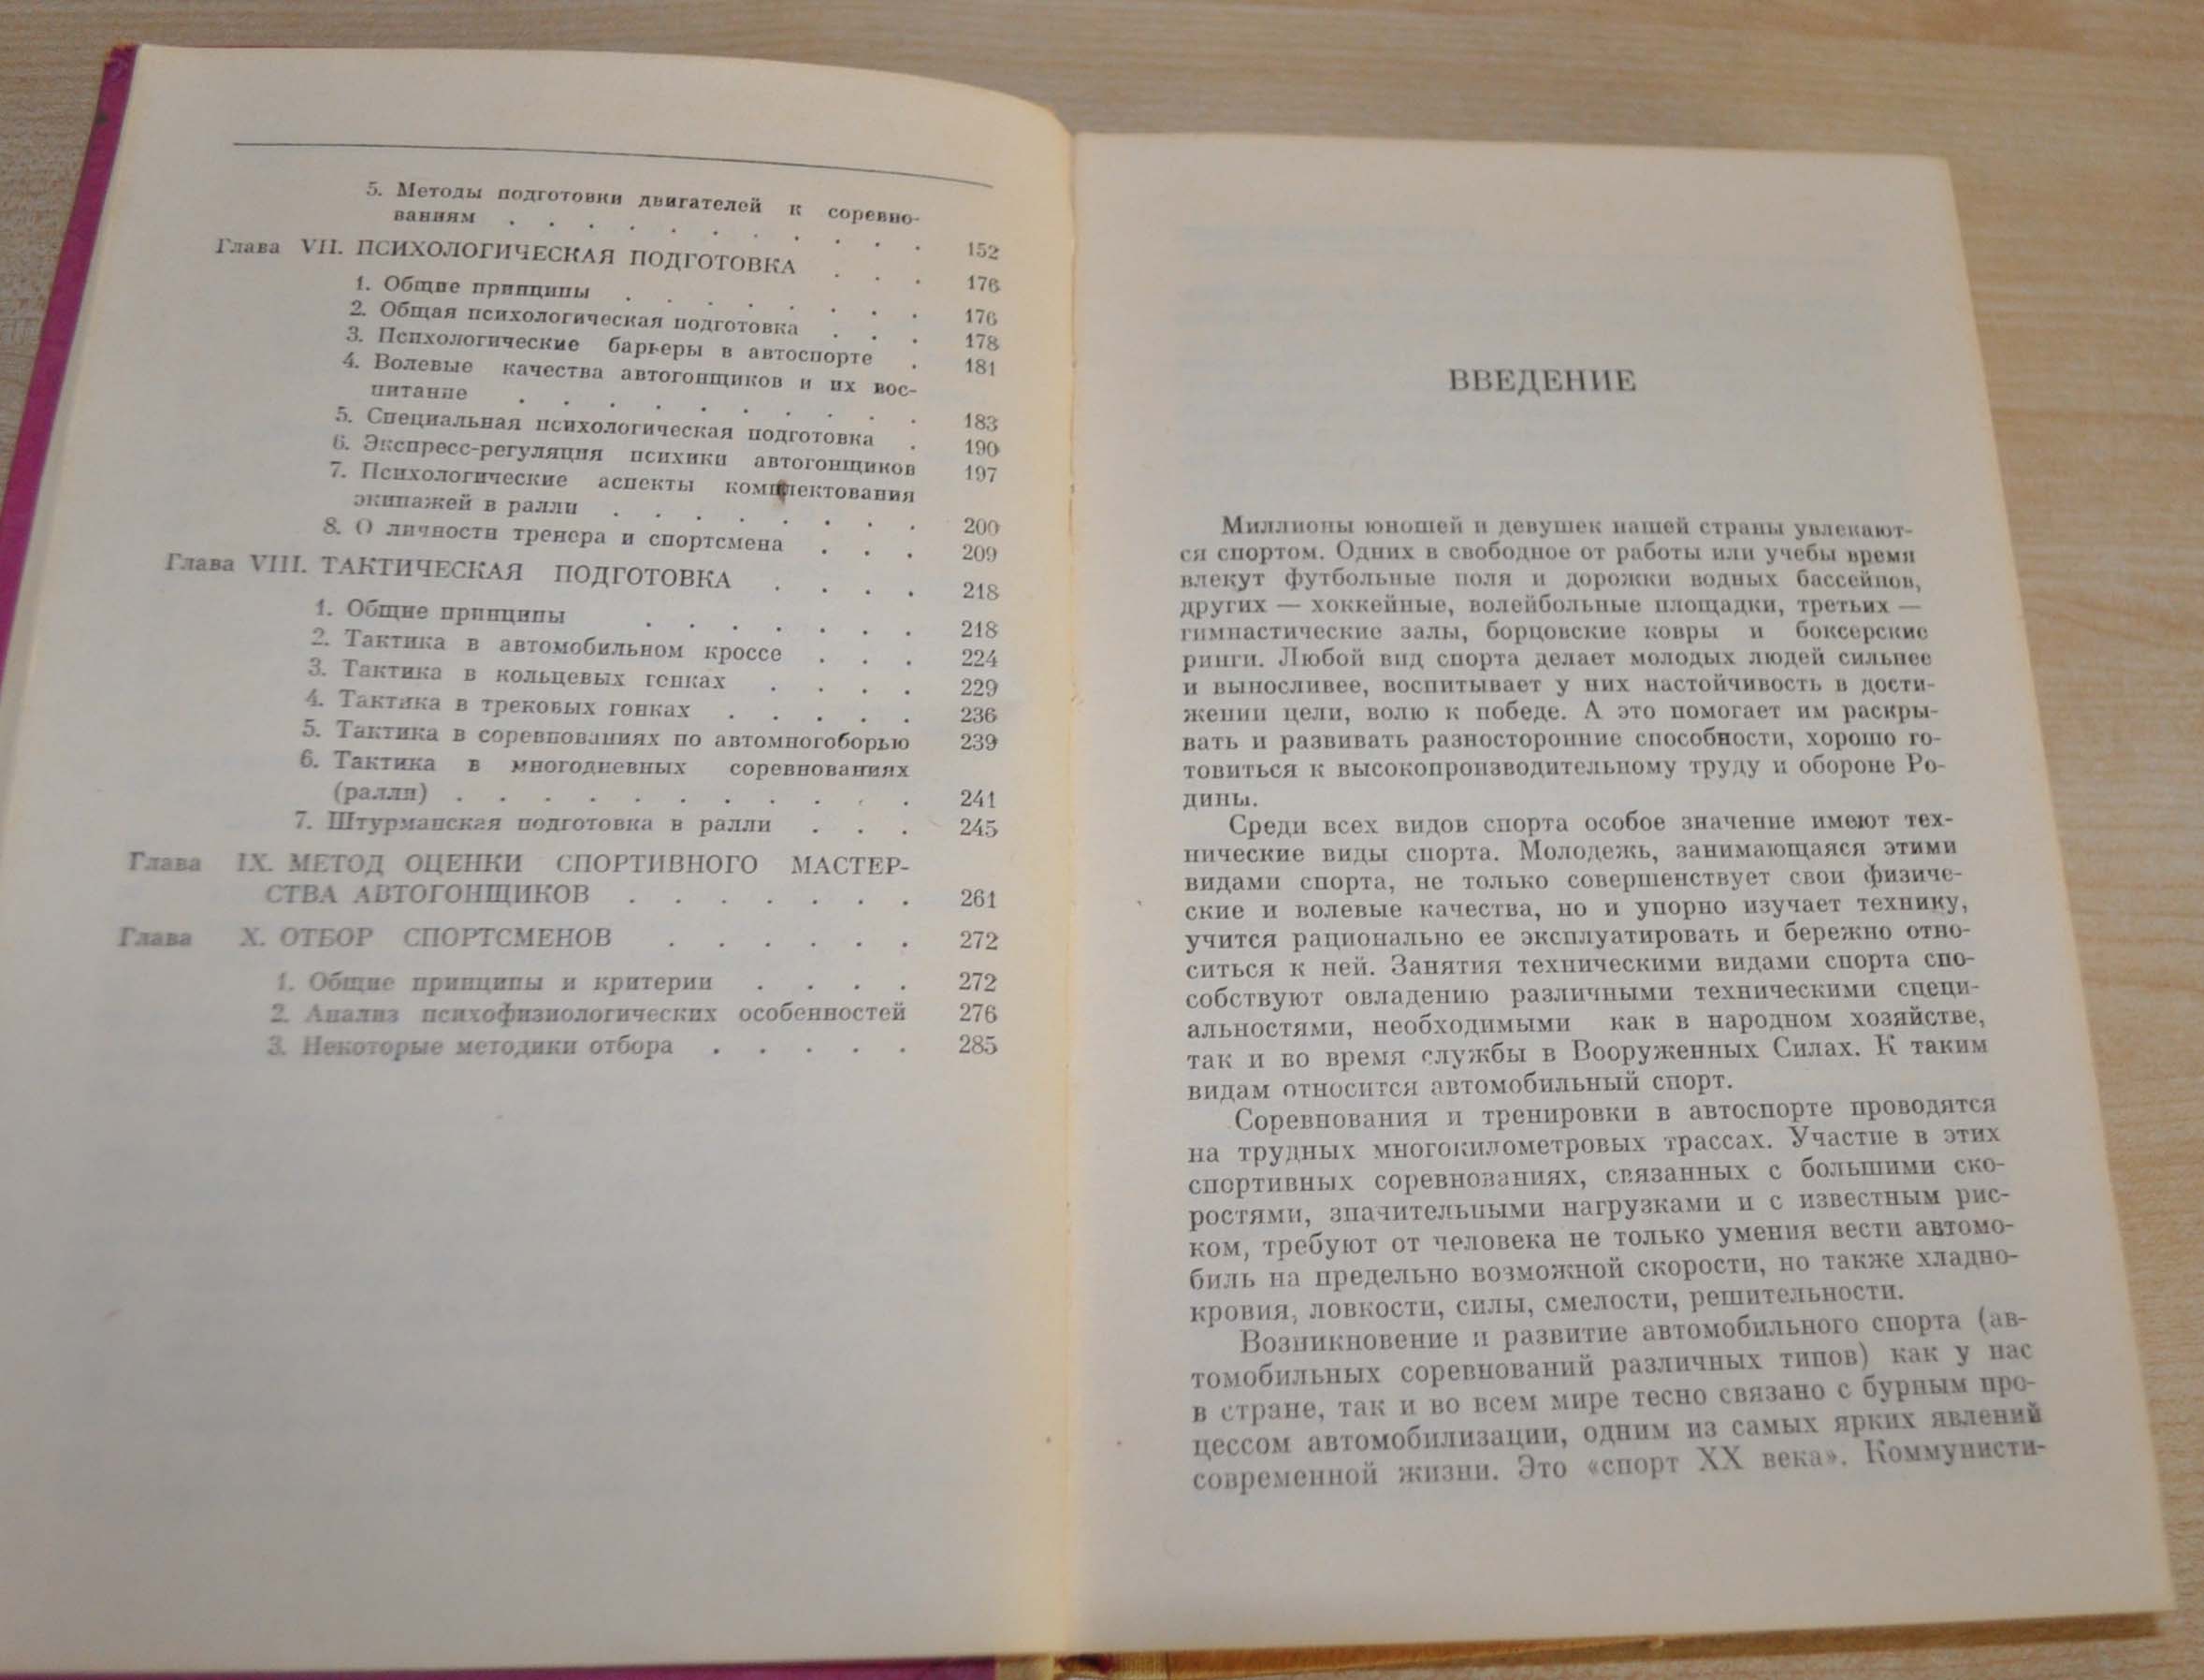 5. Методы подготовки двигателей к соревно-
ваниям . . . . . . . . . . 152
Глава VII. ПСИХОЛОГИЧЕСКАЯ ПОДГОТОВКА . . . 176
1. Общие принципы . . . . . . . . 176
2. Общая психологическая подготовка . . . 178
3. Психологические барьеры в автоспорте . 181
4. Волевые качества автогонщиков и их вос-
питание . . . . . . . . . . 183
5. Специальная психологическая подготовка . 190
6. Экспресс-регуляция психики автогонщиков 197
7. Психологические аспекты комплектования
экипажей в ралли . . . . . . . . 200
8. О личности тренера и спортсмена . . . 209
Глава VIII. ТАКТИЧЕСКАЯ ПОДГОТОВКА . . . . 218
1. Общие принципы . . . . . . . 218
2. Тактика в автомобильном кроссе . . . 224
3. Тактика в кольцевых гонках . . . . 229
4. Тактика в трековых гонках . . . . . 236
5. Тактика в соревнованиях по автомногоборью 239
6. Тактика в многодневных соревнованиях
(ралли) . . . . . . . . . . . 241
7. Штурманская подготовка в ралли . . . 245
Глава IX. МЕТОД ОЦЕНКИ СПОРТИВНОГО МАСТЕР-
СТВА АВТОГОНЩИКОВ . . . . . . . 261
Глава X. ОТБОР СПОРТСМЕНОВ . . . . . . 272
1. Общие принципы и критерии . . . . 272
2. Анализ психофизиологических особенностей 276
3. Некоторые методики отбора . . . . . 285
ВВЕДЕНИЕ
Миллионы юношей и девушек нашей страны увлекают-
ся спортом. Одних в свободное от работы или учебы время
влекут футбольные поля и дорожки водных бассейнов,
других — хоккейные, волейбольные площадки, третьих —
гимнастические залы, борцовские ковры и боксерские
ринги. Любой вид спорта делает молодых людей сильнее
и выносливее, воспитывает у них настойчивость в дости-
жении цели, волю к победе. А это помогает им раскры-
вать и развивать разносторонние способности, хорошо го-
товиться к высокопроизводительному труду и обороне Ро-
дины.
Среди всех видов спорта особое значение имеют тех-
нические виды спорта. Молодежь, занимающаяся этими
видами спорта, не только совершенствует свои физиче-
ские и волевые качества, но и упорно изучает технику,
учится рационально ее эксплуатировать и бережно отно-
ситься к ней. Занятия техническими видами спорта спо-
собствуют овладению различными техническими специ-
альностями, необходимыми как в народном хозяйстве,
так и во время службы в Вооруженных Силах. К таким
видам относится автомобильный спорт.
Соревнования и тренировки в автоспорте проводятся
на трудных многокилометровых трассах. Участие в этих
спортивных соревнованиях, связанных с большими ско-
ростями, значительными нагрузками и с известным рис-
ком, требуют от человека не только умения вести автомо-
биль на предельно возможной скорости, но также хладно-
кровия, ловкости, силы, смелости, решительности.
Возникновение и развитие автомобильного спорта (ав-
томобильных соревнований различных типов) как у нас
в стране, так и во всем мире тесно связано с бурным про-
цессом автомобилизации, одним из самых ярких явлений
современной жизни. Это «спорт XX века». Коммунисти-